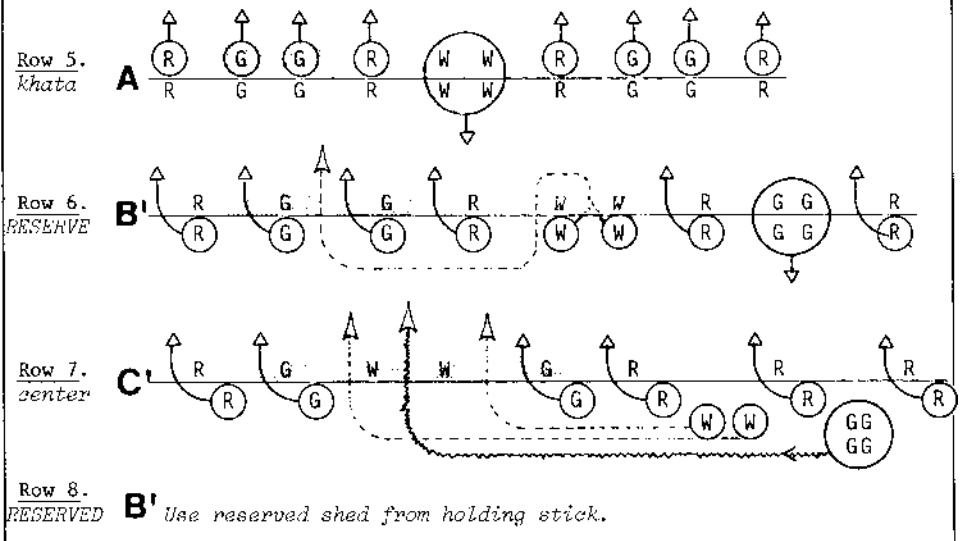 R G G R W W R G G R
Row 5. A
khata R G G R W W R G G R
R G G R W W R G G R
Row 6. B'
RESERVE R G G R W W R G G R
R G W W G R R R
Row 7. C'
center R G G R W W R R
GG
GG
Row 8.
RESERVED B' Use reserved shed from holding stick.